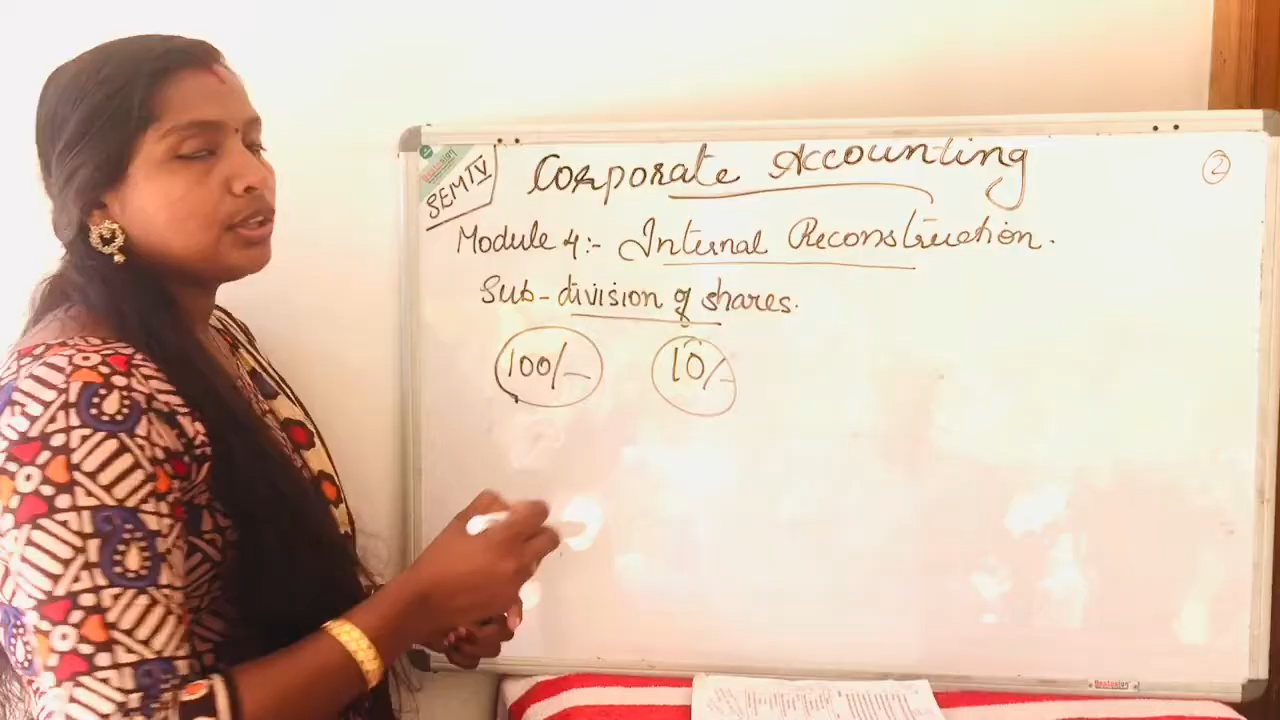 SEM IV
Corporate Accounting
2
Module 4:- Internal Reconstruction.
Sub-division of shares.
100/- 10/-